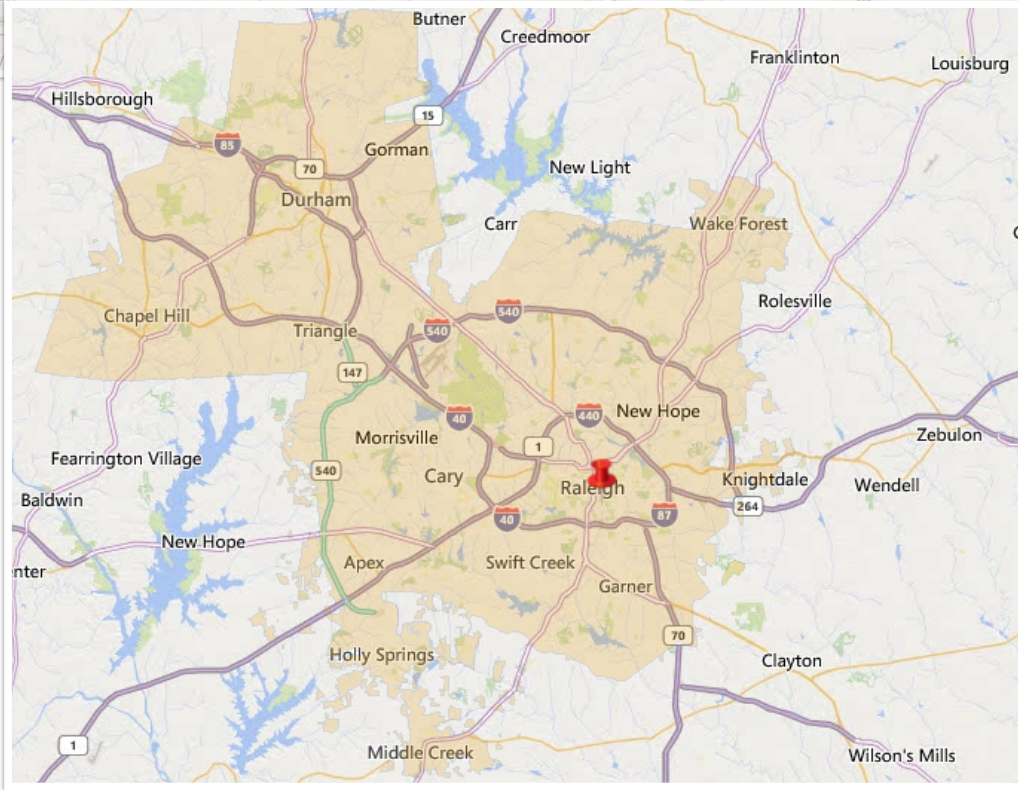 Butner
Creedmoor
Franklinton
Louisburg
Hillsborough
15
85
Gorman
70
New Light
Durham
Carr
Wake Forest
Rolesville
Chapel Hill
540
Triangle
540
147
40
440
New Hope
Morrisville
1
Zebulon
Fearrington Village
540
Cary
Knightdale
Raleigh
Wendell
Baldwin
264
40
87
New Hope
Apex
Swift Creek
enter
Garner
70
Holly Springs
Clayton
1
Middle Creek
Wilson's Mills